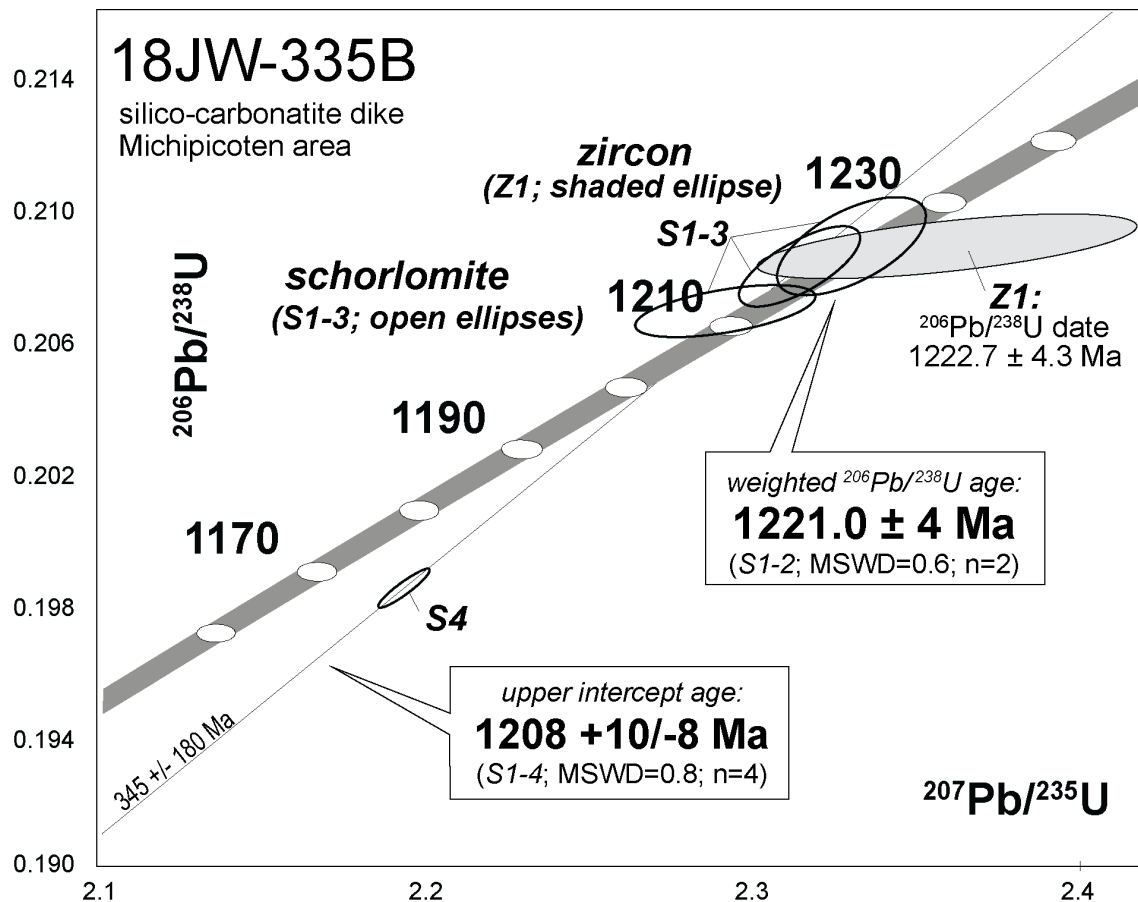 18JW-335B
silico-carbonatite dike
Michipicoten area
0.214
0.210
0.206
0.202
0.198
0.194
0.190
²⁰⁶Pb/²³⁸U
zircon
(Z1; shaded ellipse)
1230
S1-3
schorlomite
(S1-3; open ellipses)
1210
Z1:
²⁰⁶Pb/²³⁸U date
1222.7 ± 4.3 Ma
1190
weighted ²⁰⁶Pb/²³⁸U age:
1221.0 ± 4 Ma
(S1-2; MSWD=0.6; n=2)
1170
S4
upper intercept age:
1208 +10/-8 Ma
(S1-4; MSWD=0.8; n=4)
345 +/- 180 Ma
²⁰⁷Pb/²³⁵U
2.1
2.2
2.3
2.4